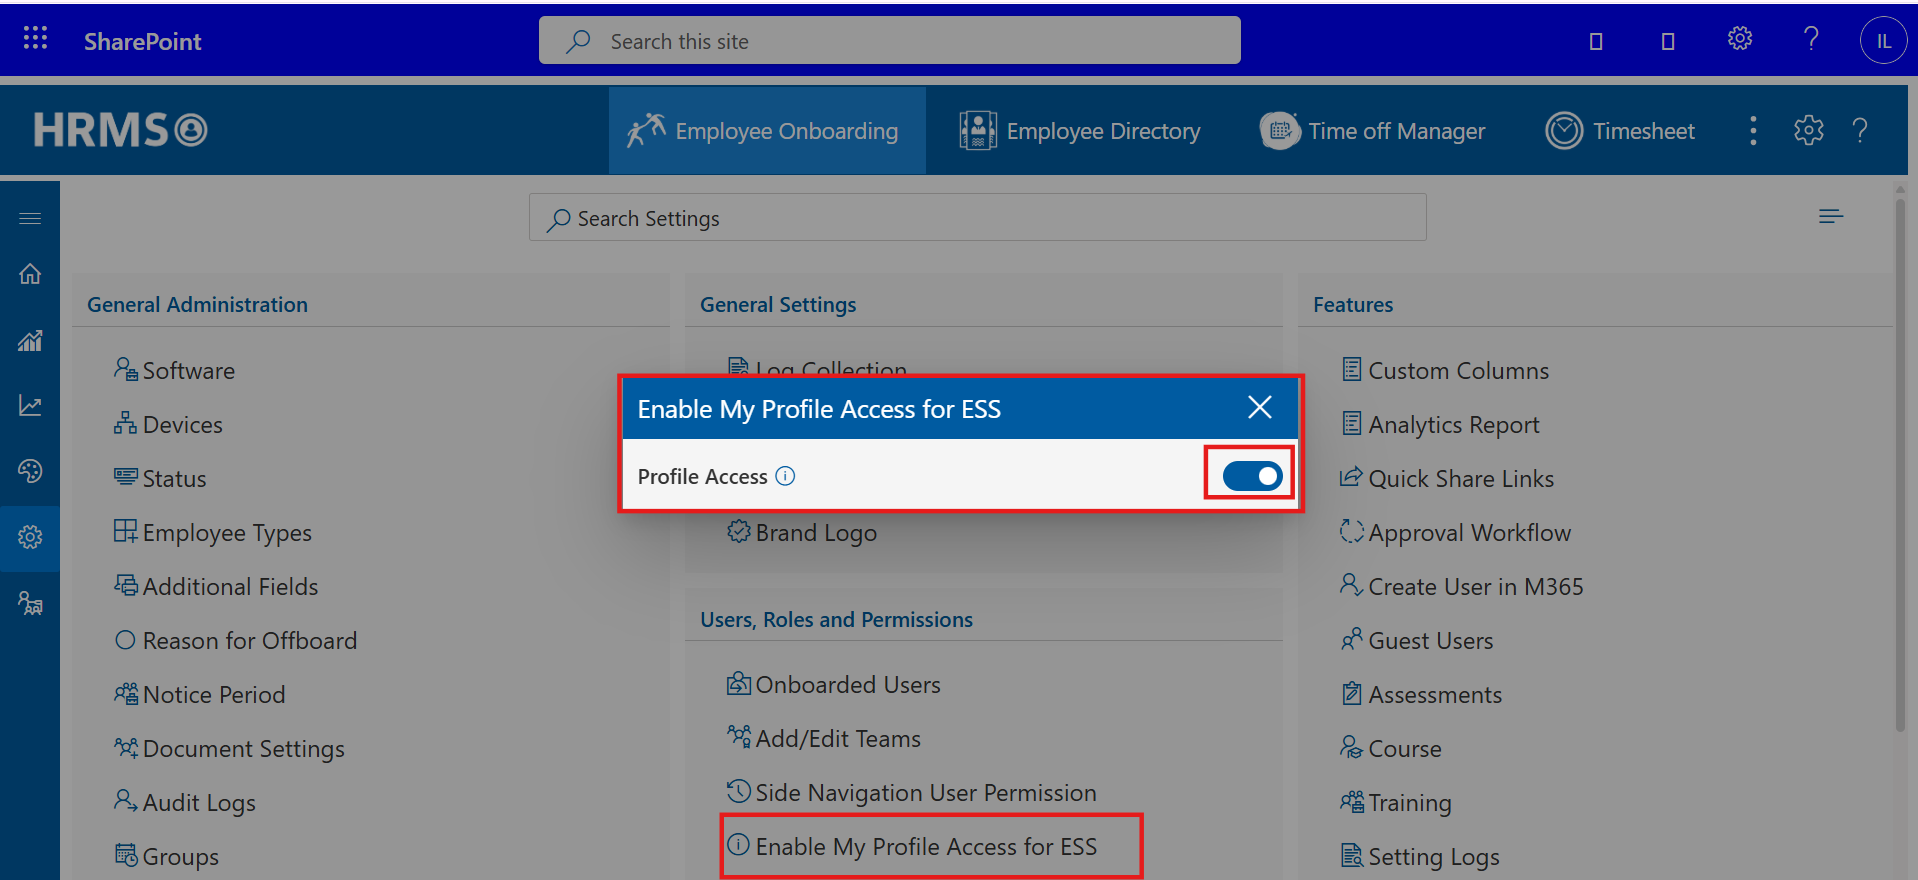 SharePoint
Search this site
IL
HRMS
Employee Onboarding
Employee Directory
Time off Manager
Timesheet
Search Settings
General Administration
Software
Devices
Status
Employee Types
Additional Fields
Reason for Offboard
Notice Period
Document Settings
Audit Logs
Groups
General Settings
Log Collection
Enable My Profile Access for ESS
Profile Access
Brand Logo
Users, Roles and Permissions
Onboarded Users
Add/Edit Teams
Side Navigation User Permission
Enable My Profile Access for ESS
Features
Custom Columns
Analytics Report
Quick Share Links
Approval Workflow
Create User in M365
Guest Users
Assessments
Course
Training
Setting Logs